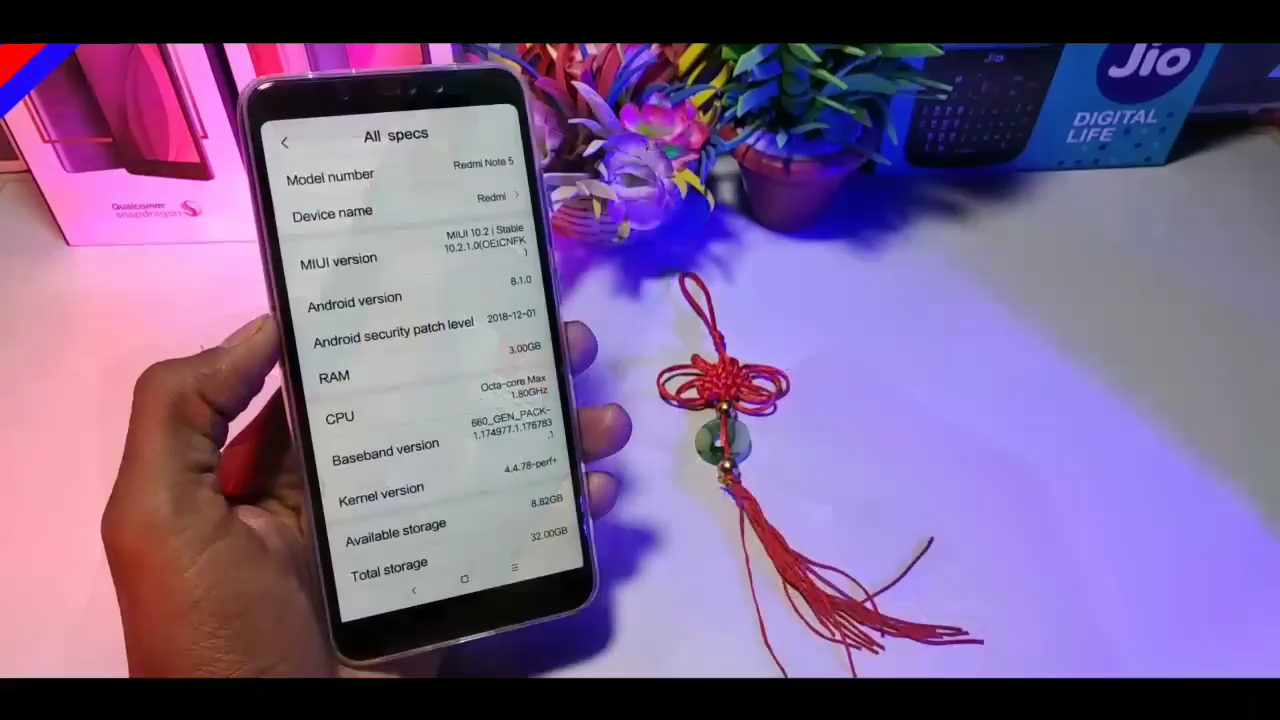 All specs
Model number
Redmi Note 5
Device name
Redmi
MIUI version
MIUI 10.2 | Stable
10.2.1.0(OEICNFK
)
Android version
8.1.0
Android security patch level
2018-12-01
RAM
3.00GB
CPU
Octa-core Max
1.80GHz
Baseband version
660_GEN_PACK-
1.174977.1.176783
.1
Kernel version
4.4.78-perf+
Available storage
8.82GB
Total storage
32.00GB
Qualcomm
snapdragon
Jio
Jio
DIGITAL
LIFE